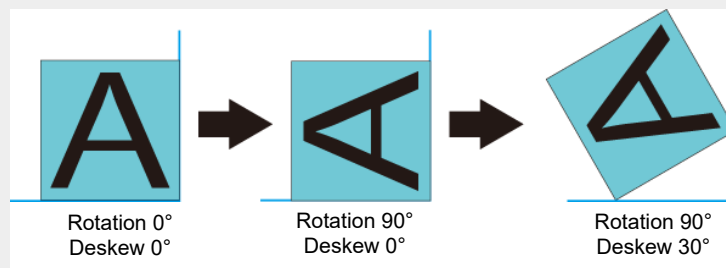 A
A
A
Rotation 0°
Deskew 0°
Rotation 90°
Deskew 0°
Rotation 90°
Deskew 30°